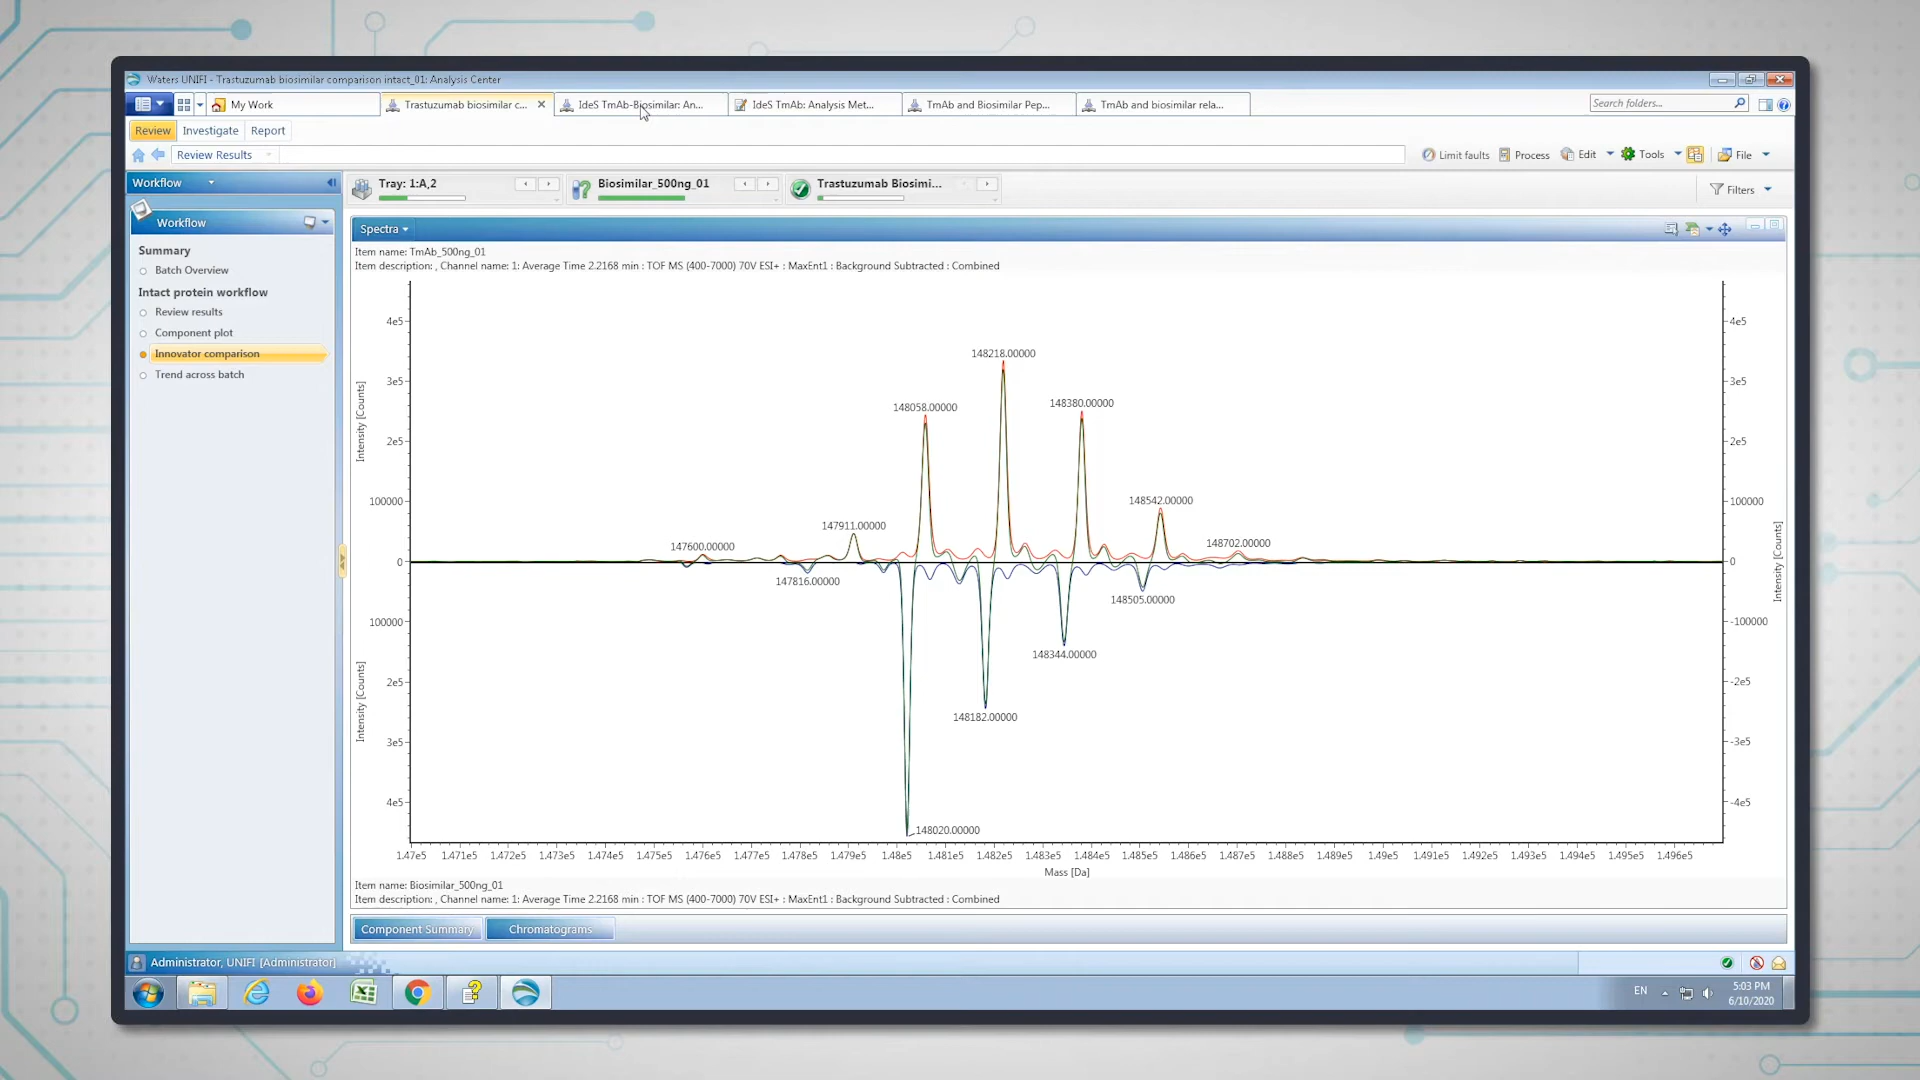 Waters UNIFI - Trastuzumab biosimilar comparison intact_01: Analysis Center
My Work
Trastuzumab biosimilar c...
IdeS TmAb-Biosimilar: An...
IdeS TmAb: Analysis Met...
TmAb and Biosimilar Pep...
TmAb and biosimilar rela...
Search folders...
Review Investigate Report
Review Results
Limit faults Process Edit Tools File
Workflow
Tray: 1:A,2
Biosimilar_500ng_01
Trastuzumab Biosimi...
Filters
Workflow
Summary
Batch Overview
Intact protein workflow
Review results
Component plot
Innovator comparison
Trend across batch
Spectra
Item name: TmAb_500ng_01
Item description: , Channel name: 1: Average Time 2.2168 min : TOF MS (400-7000) 70V ESI+ : MaxEnt1 : Background Subtracted : Combined
4e5
3e5
2e5
100000
0
100000
2e5
3e5
4e5
Intensity [Counts]
Intensity [Counts]
148218.00000
148058.00000
148380.00000
148542.00000
147911.00000
147600.00000
148702.00000
147816.00000
148505.00000
148344.00000
148182.00000
148020.00000
4e5
3e5
2e5
100000
0
-100000
-2e5
-3e5
-4e5
Intensity [Counts]
1.47e5 1.471e5 1.472e5 1.473e5 1.474e5 1.475e5 1.476e5 1.477e5 1.478e5 1.479e5 1.48e5 1.481e5 1.482e5 1.483e5 1.484e5 1.485e5 1.486e5 1.487e5 1.488e5 1.489e5 1.49e5 1.491e5 1.492e5 1.493e5 1.494e5 1.495e5 1.496e5
Mass [Da]
Item name: Biosimilar_500ng_01
Item description: , Channel name: 1: Average Time 2.2168 min : TOF MS (400-7000) 70V ESI+ : MaxEnt1 : Background Subtracted : Combined
Component Summary Chromatograms
Administrator, UNIFI [Administrator]
EN
5:03 PM
6/10/2020